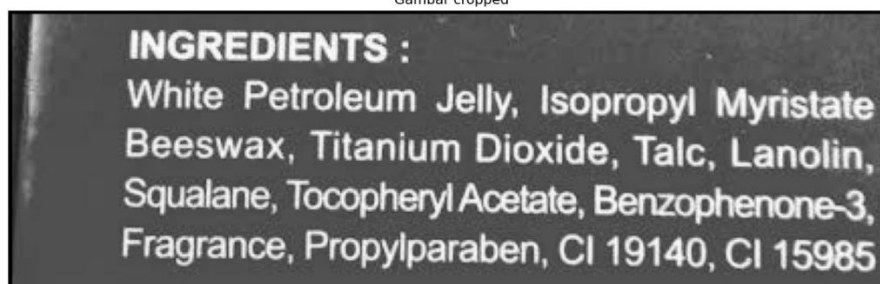 Gambar cropped
INGREDIENTS :
White Petroleum Jelly, Isopropyl Myristate
Beeswax, Titanium Dioxide, Talc, Lanolin,
Squalane, Tocopheryl Acetate, Benzophenone-3,
Fragrance, Propylparaben, CI 19140, CI 15985